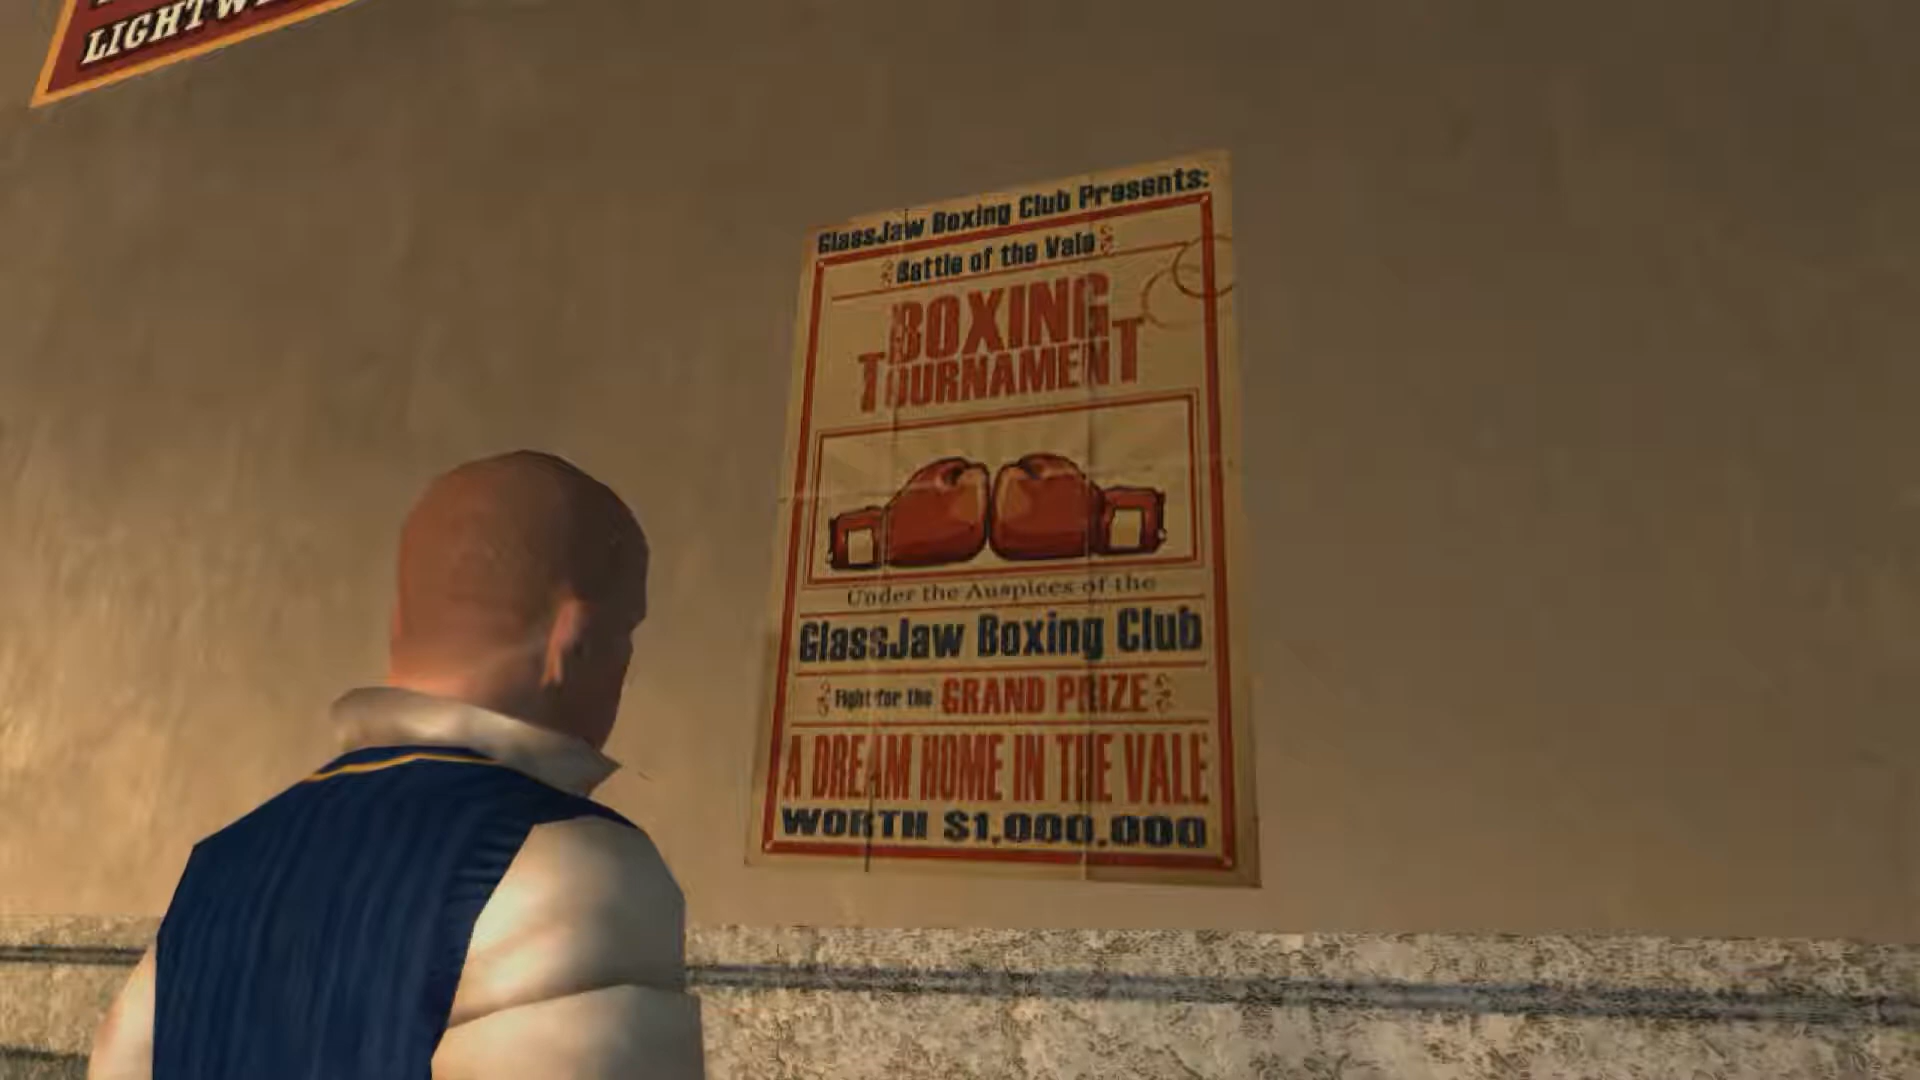 GlassJaw Boxing Club Presents:
Battle of the Vale
BOXING
TOURNAMENT
Under the Auspices of the
GlassJaw Boxing Club
Fight for the GRAND PRIZE
A DREAM HOME IN THE VALE
WORTH $1,000,000